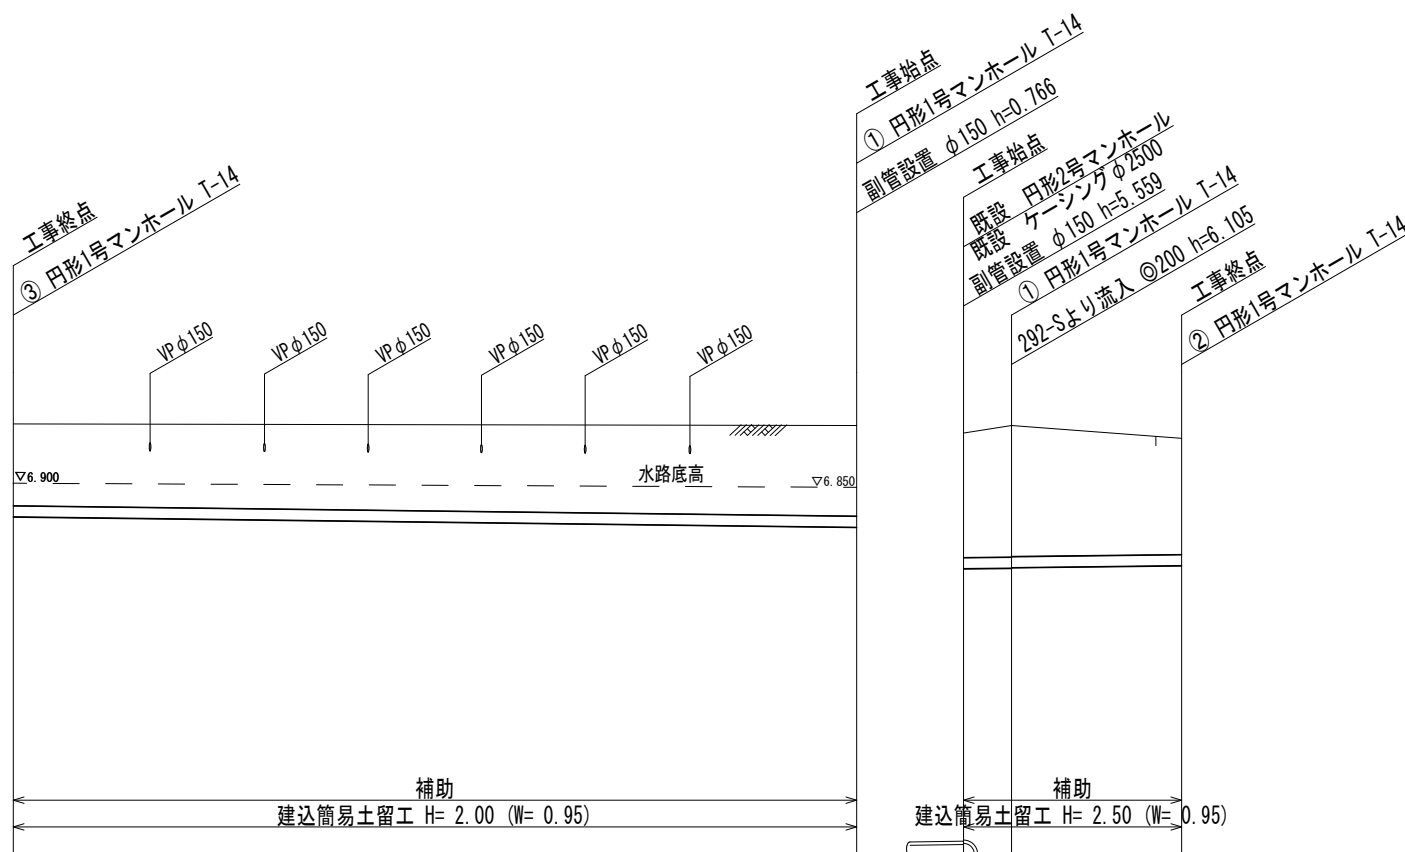 工事終点
③ 円形1号マンホール T-14
VPφ150
VPφ150
VPφ150
VPφ150
VPφ150
VPφ150
工事始点
① 円形1号マンホール T-14
副管設置 φ150 h=0.766
工事始点
既設 円形2号マンホール
既設 ケーシングφ2500
副管設置 φ150 h=5.559
① 円形1号マンホール T-14
292-Sより流入 ◎200 h=6.105
工事終点
② 円形1号マンホール T-14
▽6.900
水路底高
▽6.850
補助
建込簡易土留工 H= 2.00 (W= 0.95)
補助
建込簡易土留工 H= 2.50 (W= 0.95)